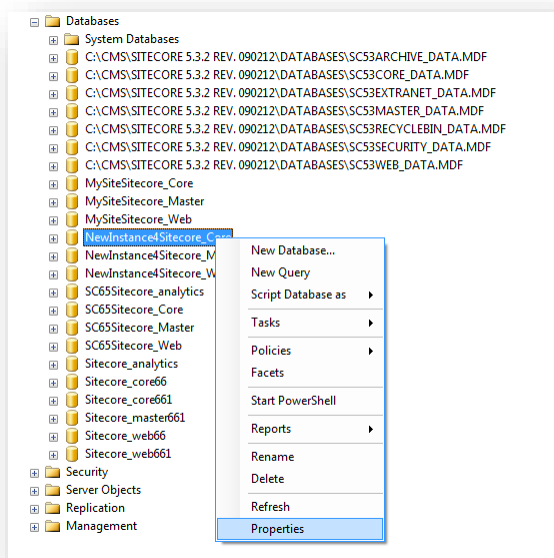 Databases
System Databases
C:\CMS\SITECORE 5.3.2 REV. 090212\DATABASES\SC53ARCHIVE_DATA.MDF
C:\CMS\SITECORE 5.3.2 REV. 090212\DATABASES\SC53CORE_DATA.MDF
C:\CMS\SITECORE 5.3.2 REV. 090212\DATABASES\SC53EXTRANET_DATA.MDF
C:\CMS\SITECORE 5.3.2 REV. 090212\DATABASES\SC53MASTER_DATA.MDF
C:\CMS\SITECORE 5.3.2 REV. 090212\DATABASES\SC53RECYCLEBIN_DATA.MDF
C:\CMS\SITECORE 5.3.2 REV. 090212\DATABASES\SC53SECURITY_DATA.MDF
C:\CMS\SITECORE 5.3.2 REV. 090212\DATABASES\SC53WEB_DATA.MDF
MySiteSitecore_Core
MySiteSitecore_Master
MySiteSitecore_Web
NewInstance4Sitecore_Core
NewInstance4Sitecore_M
NewInstance4Sitecore_W
SC65Sitecore_analytics
SC65Sitecore_Core
SC65Sitecore_Master
SC65Sitecore_Web
Sitecore_analytics
Sitecore_core66
Sitecore_core661
Sitecore_master661
Sitecore_web66
Sitecore_web661
Security
Server Objects
Replication
Management
New Database...
New Query
Script Database as
Tasks
Policies
Facets
Start PowerShell
Reports
Rename
Delete
Refresh
Properties